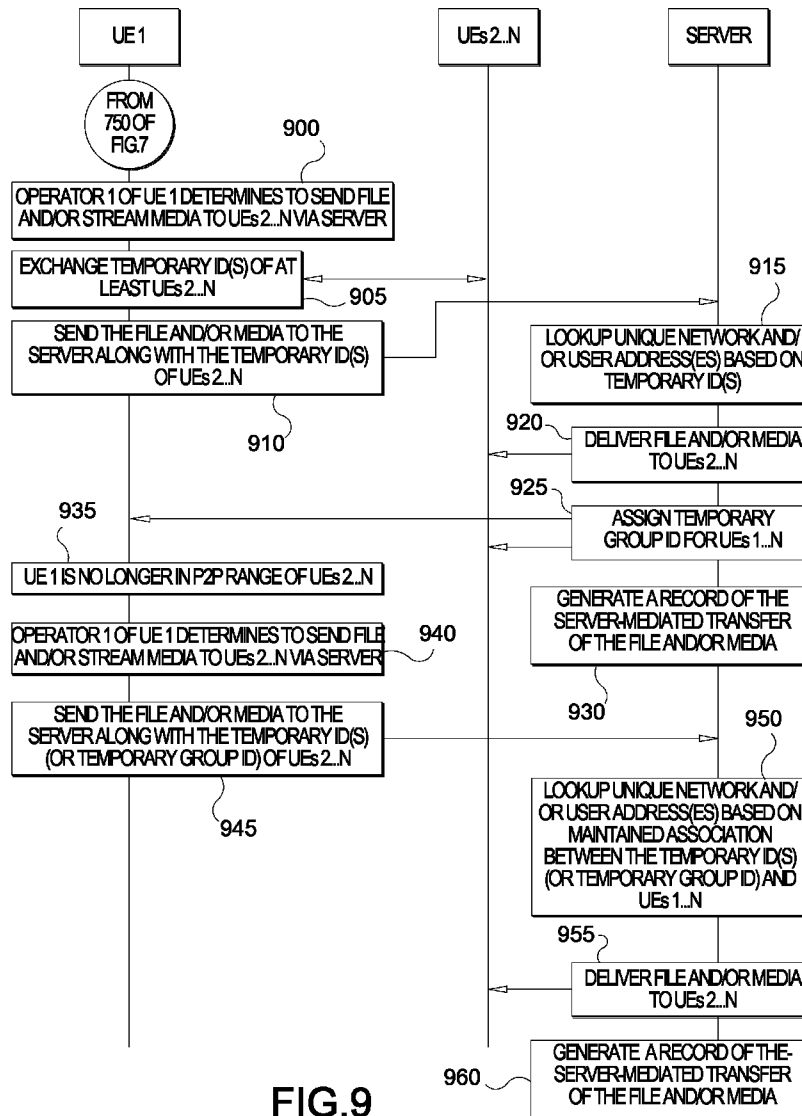 UE 1
UEs 2...N
SERVER
FROM
750 OF
FIG.7
900
OPERATOR 1 OF UE 1 DETERMINES TO SEND FILE
AND/OR STREAM MEDIA TO UEs 2...N VIA SERVER
EXCHANGE TEMPORARY ID(S) OF AT
LEAST UEs 2...N
905
SEND THE FILE AND/OR MEDIA TO THE
SERVER ALONG WITH THE TEMPORARY ID(S)
OF UEs 2...N
910
915
LOOKUP UNIQUE NETWORK AND/
OR USER ADDRESS(ES) BASED ON
TEMPORARY ID(S)
920
DELIVER FILE AND/OR MEDIA
TO UEs 2...N
925
ASSIGN TEMPORARY
GROUP ID FOR UEs 1...N
935
UE 1 IS NO LONGER IN P2P RANGE OF UEs 2...N
GENERATE A RECORD OF THE
SERVER-MEDIATED TRANSFER
OF THE FILE AND/OR MEDIA
930
OPERATOR 1 OF UE 1 DETERMINES TO SEND FILE
AND/OR STREAM MEDIA TO UEs 2...N VIA SERVER
940
SEND THE FILE AND/OR MEDIA TO THE
SERVER ALONG WITH THE TEMPORARY ID(S)
(OR TEMPORARY GROUP ID) OF UEs 2...N
945
950
LOOKUP UNIQUE NETWORK AND/
OR USER ADDRESS(ES) BASED ON
MAINTAINED ASSOCIATION
BETWEEN THE TEMPORARY ID(S)
(OR TEMPORARY GROUP ID) AND
UEs 1...N
955
DELIVER FILE AND/OR MEDIA
TO UEs 2...N
GENERATE A RECORD OF THE-
SERVER-MEDIATED TRANSFER
OF THE FILE AND/OR MEDIA
960
FIG.9